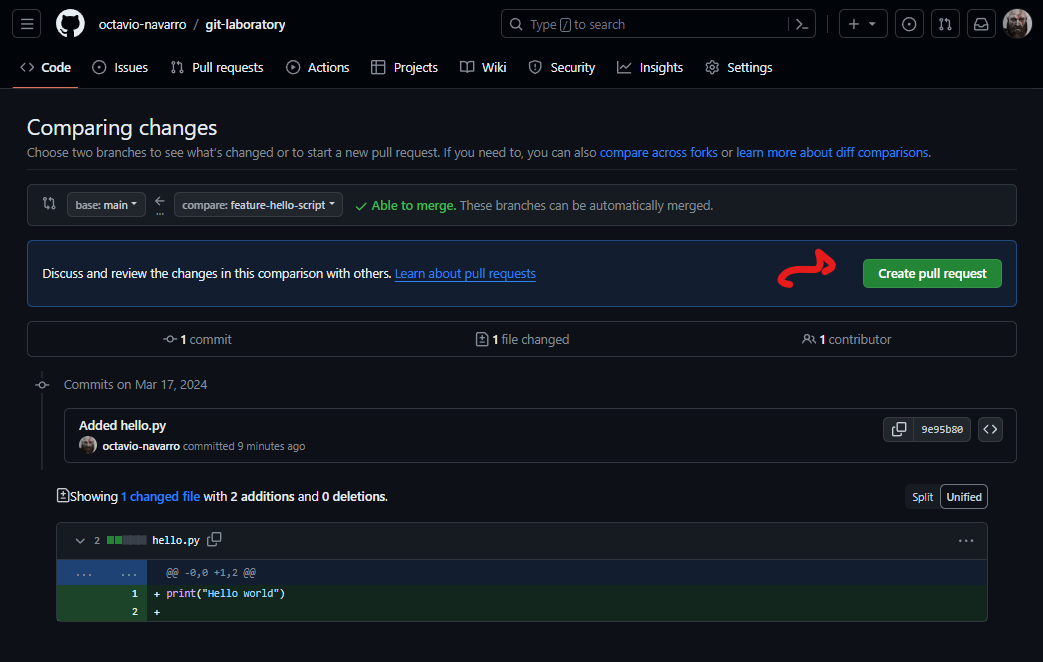 octavio-navarro / git-laboratory
Type / to search
Code Issues Pull requests Actions Projects Wiki Security Insights Settings
Comparing changes
Choose two branches to see what's changed or to start a new pull request. If you need to, you can also compare across forks or learn more about diff comparisons.
base: main ... compare: feature-hello-script Able to merge. These branches can be automatically merged.
Discuss and review the changes in this comparison with others. Learn about pull requests Create pull request
1 commit 1 file changed 1 contributor
Commits on Mar 17, 2024
Added hello.py
octavio-navarro committed 9 minutes ago 9e95b80
Showing 1 changed file with 2 additions and 0 deletions. Split Unified
2 hello.py
... ... @@ -0,0 +1,2 @@
1 + print("Hello world")
2 +